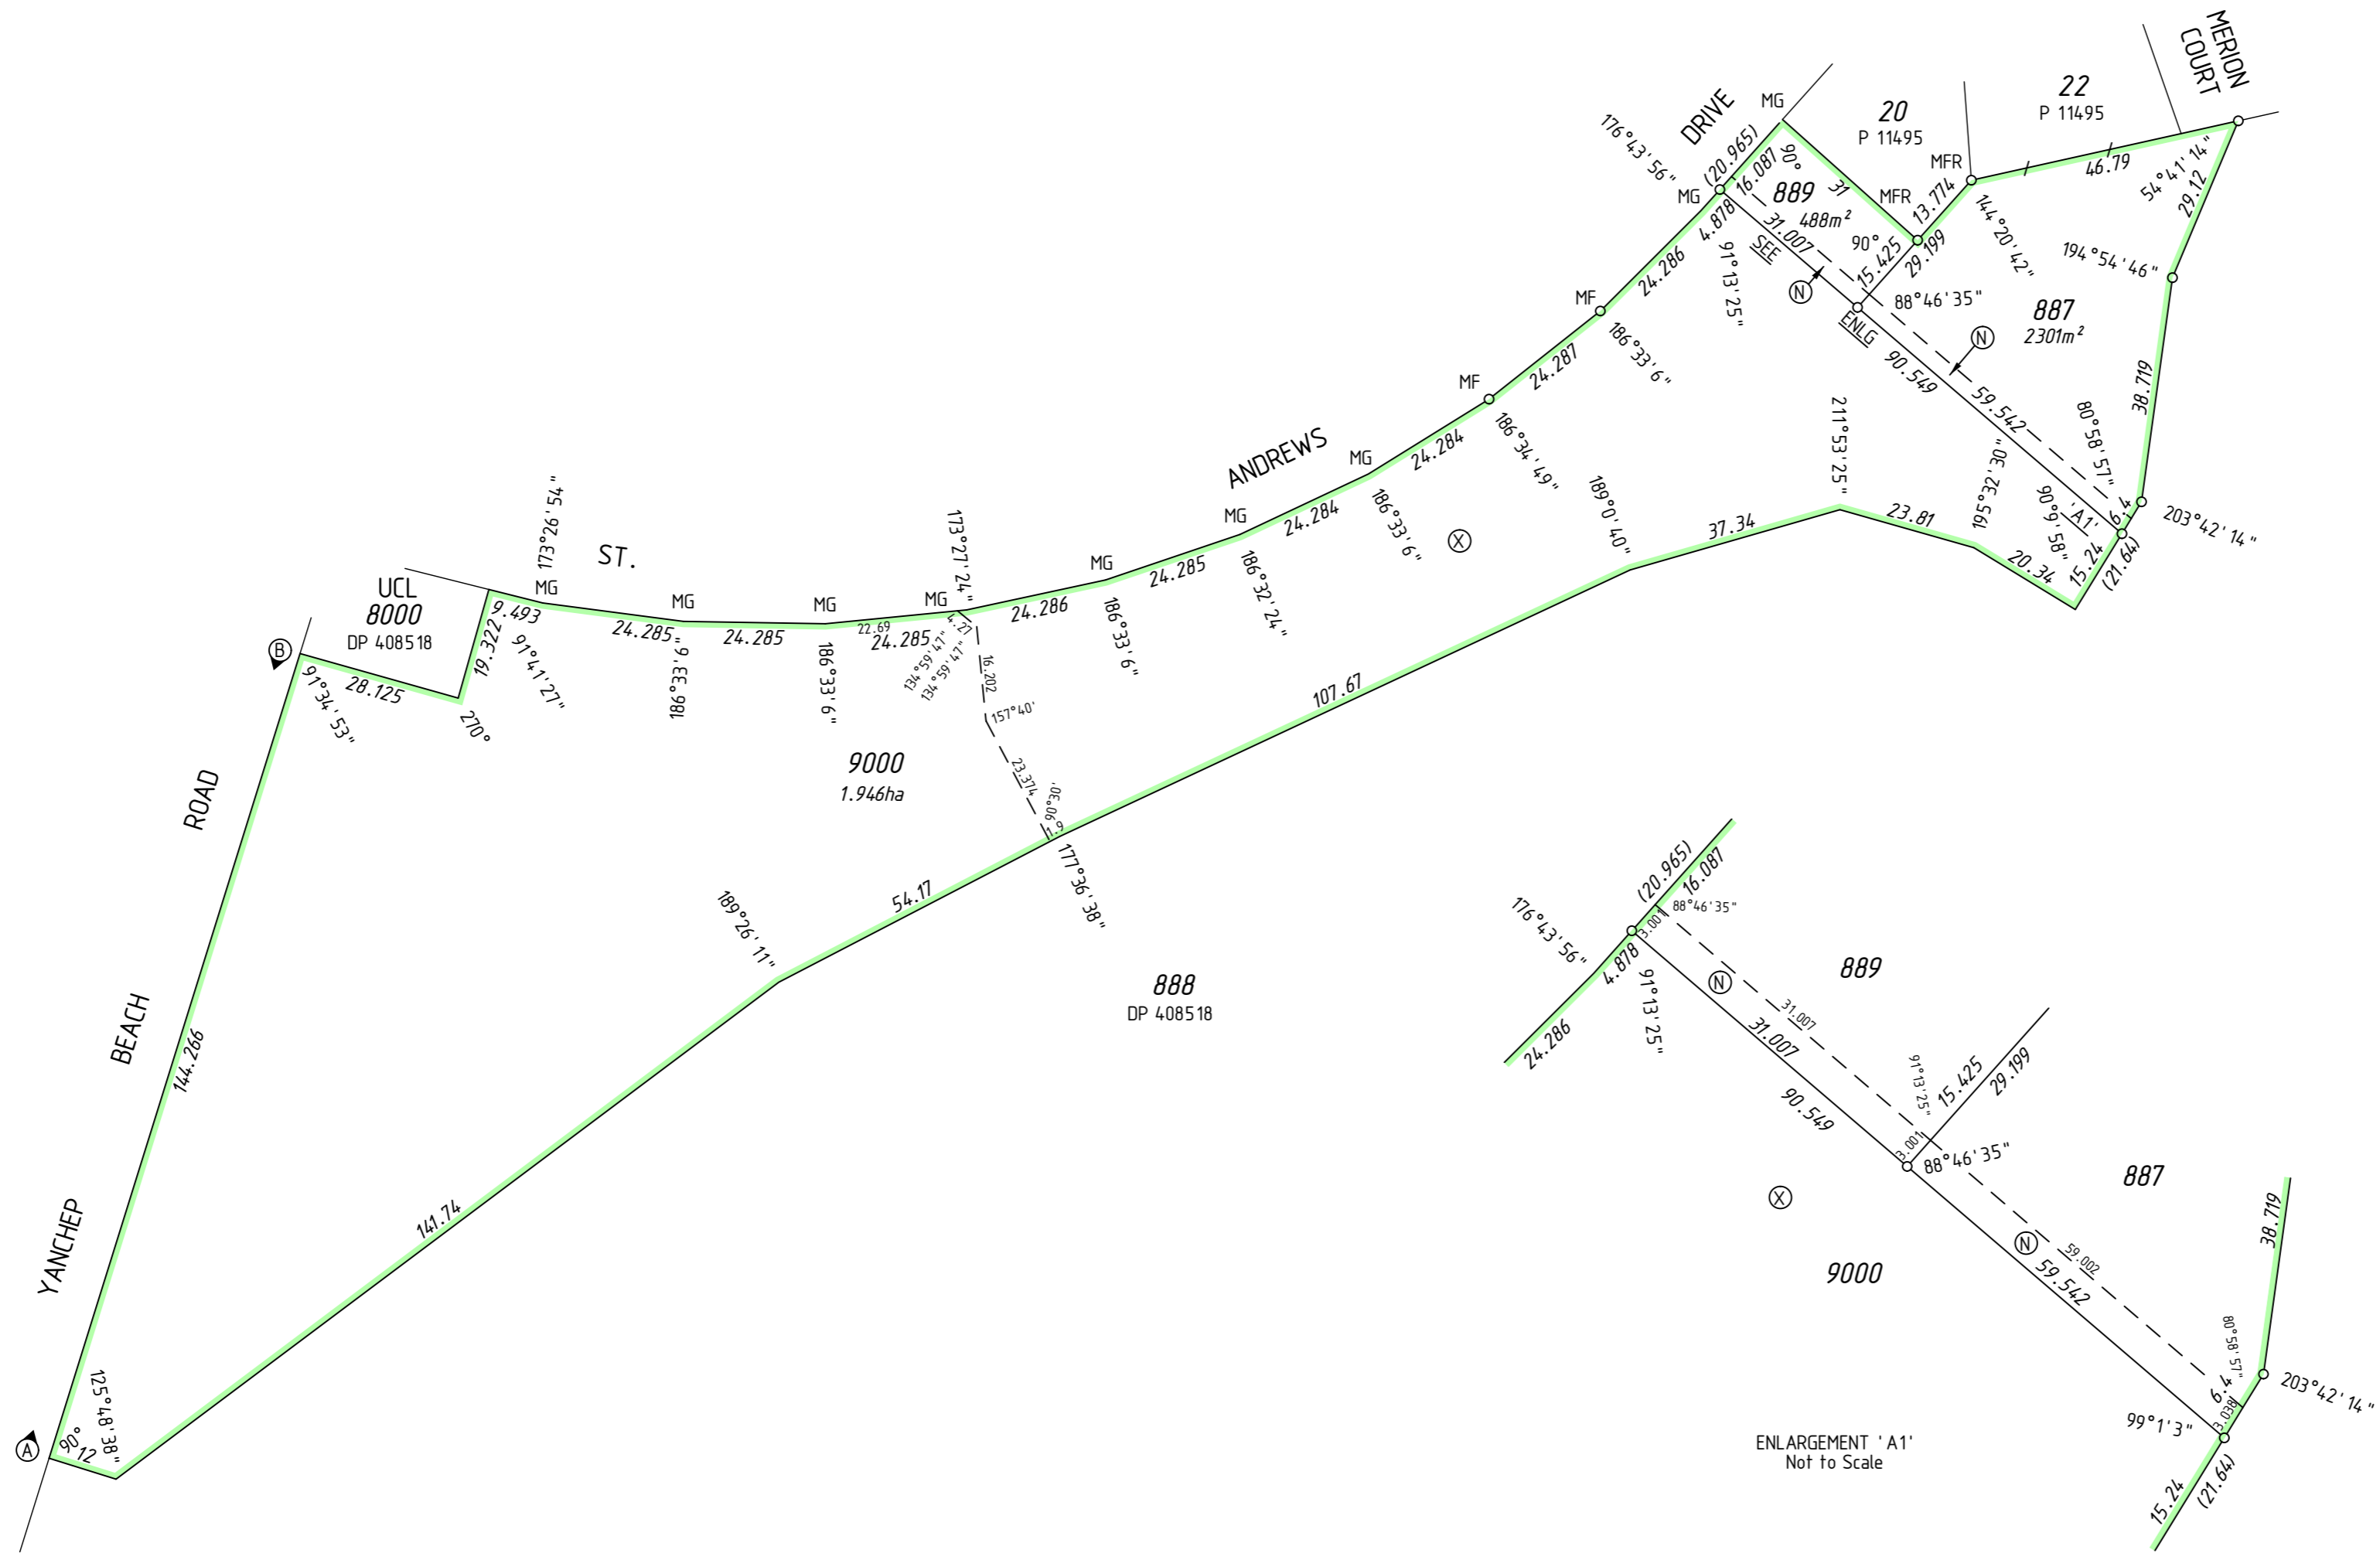 MERION
COURT
22
P 11495
20
P 11495
DRIVE
MG
176°43'56"
(20.965)
16.087
90°
31
MFR
MFR
13.774
46.79
54°41'14"
29.12
144°20'42"
194°54'46"
MG
889
488m²
4.878
31.007
SEE
90°
15.425
29.199
91°13'25"
N
ENLG
88°46'35"
N
887
2301m²
90.549
59.542
38.719
80°58'57"
6.4
'A1'
90°9'58"
203°42'14"
15.24
(21.64)
MF
24.286
186°33'6"
MF
24.287
186°34'49"
211°53'25"
195°32'30"
ANDREWS
MG
24.284
186°33'6"
X
189°0'40"
37.34
23.81
20.34
MG
24.284
186°32'24"
173°26'54"
ST.
173°27'24"
MG
24.285
186°33'6"
UCL
8000
DP 408518
MG
MG
MG
MG
9.493
19.322
91°41'27"
24.285
186°33'6"
24.285
186°33'6"
22.69
24.285
4.27
134°59'47"
134°59'47"
24.286
16.202
157°40'
23.374
90°30'
1.9
B
91°34'53"
28.125
270°
9000
1.946ha
107.67
177°36'38"
ROAD
54.17
189°26'11"
888
DP 408518
BEACH
144.266
141.74
YANCHEP
125°48'38"
90°
12
A
(20.965)
16.087
176°43'56"
3.001
88°46'35"
4.878
24.286
91°13'25"
N
889
31.007
31.007
90.549
91°13'25"
15.425
29.199
3.001
88°46'35"
887
X
9000
N
59.002
59.542
38.719
80°58'57"
6.4
3.038
203°42'14"
99°1'3"
15.24
(21.64)
ENLARGEMENT 'A1'
Not to Scale